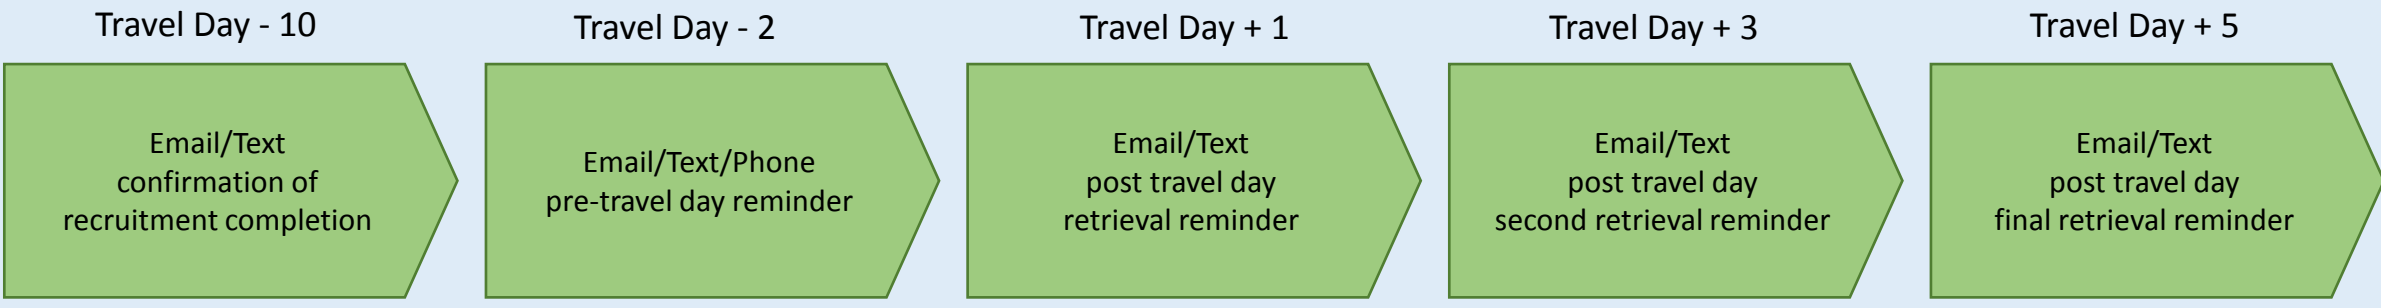 Travel Day - 10
Email/Text
confirmation of
recruitment completion
Travel Day - 2
Email/Text/Phone
pre-travel day reminder
Travel Day + 1
Email/Text
post travel day
retrieval reminder
Travel Day + 3
Email/Text
post travel day
second retrieval reminder
Travel Day + 5
Email/Text
post travel day
final retrieval reminder